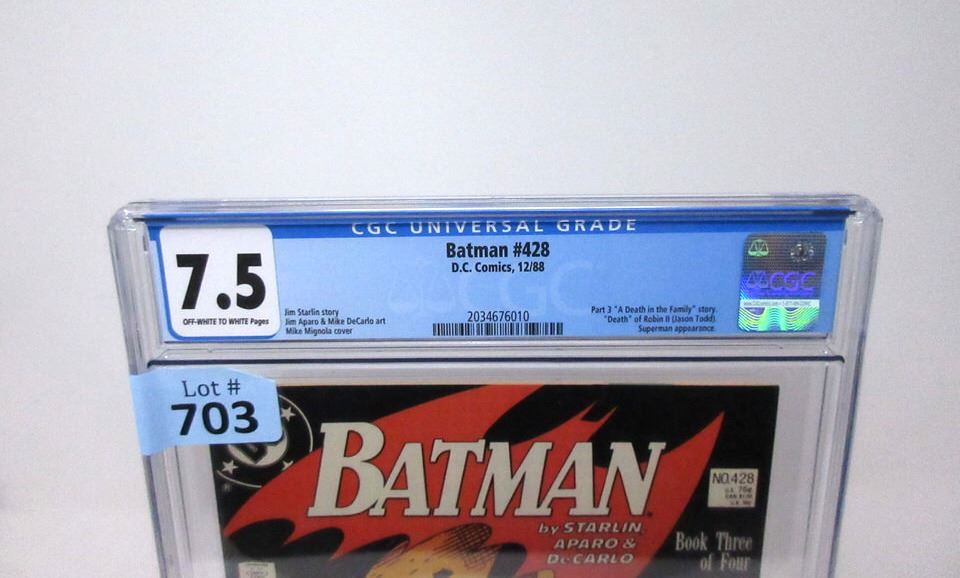 CGC UNIVERSAL GRADE
7.5
OFF-WHITE TO WHITE Pages
Batman #428
D.C. Comics, 12/88
Jim Starlin story
Jim Aparo & Mike DeCarlo art
Mike Mignola cover
2034676010
Part 3 "A Death in the Family" story.
"Death" of Robin II (Jason Todd).
Superman appearance.
CGC
CGC
Lot #
703
BATMAN
by STARLIN,
APARO &
DeCARLO
NO.428
U.S. 75¢
Book Three
of Four